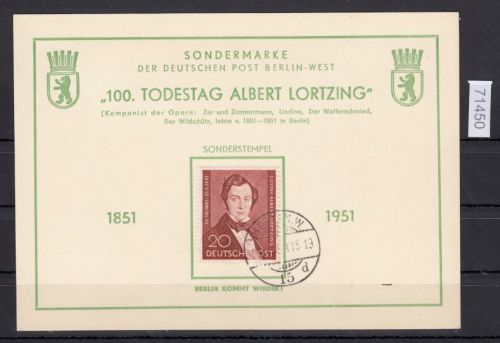 SONDERMARKE
DER DEUTSCHEN POST BERLIN-WEST
„100. TODESTAG ALBERT LORTZING"
(Komponist der Opern: Zar und Zimmermann, Undine, Der Waffenschmied,
Der Wildschütz, lebte v. 1801—1851 in Berlin)
SONDERSTEMPEL
1851
1951
20
DEUTSCHE POST
15 d
BERLIN KOMMT WIEDER!
71450